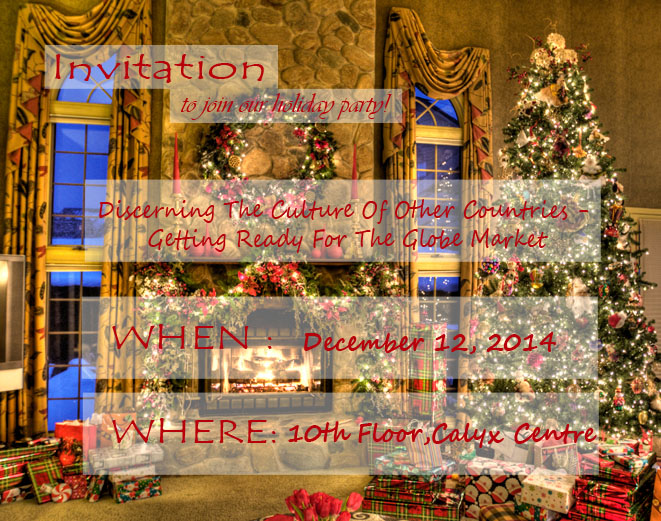 Invitation
to join our holiday party!
Discerning The Culture Of Other Countries -
Getting Ready For The Globe Market
WHEN : December 12, 2014
WHERE: 10th Floor,Calyx Centre